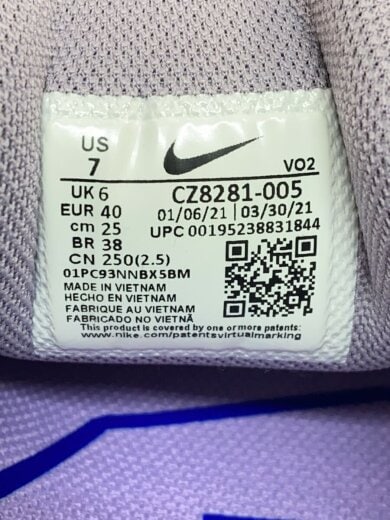 US
7
VO2
UK 6
EUR 40
cm 25
BR 38
CN 250(2.5)
CZ8281-005
01/06/21 | 03/30/21
UPC 00195238831844
01PC93NNBX5BM
MADE IN VIETNAM
HECHO EN VIETNAM
FABRIQUE AU VIETNAM
FABRICADO NO VIETNÃ
This product is covered by one or more patents:
www.nike.com/patentsvirtualmarking